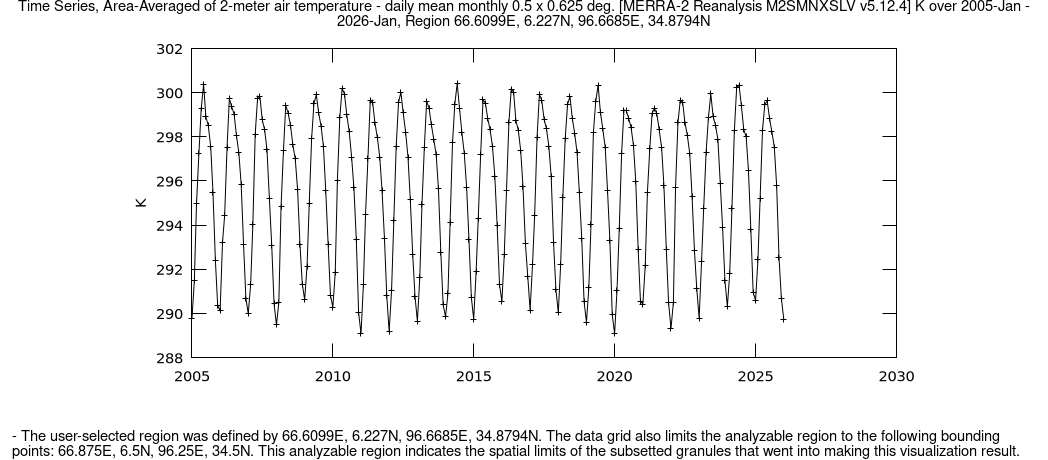 Time Series, Area-Averaged of 2-meter air temperature - daily mean monthly 0.5 x 0.625 deg. [MERRA-2 Reanalysis M2SMNXSLV v5.12.4] K over 2005-Jan -
2026-Jan, Region 66.6099E, 6.227N, 96.6685E, 34.8794N
302
300
298
296
294
292
290
288
K
2005
2010
2015
2020
2025
2030
- The user-selected region was defined by 66.6099E, 6.227N, 96.6685E, 34.8794N. The data grid also limits the analyzable region to the following bounding
points: 66.875E, 6.5N, 96.25E, 34.5N. This analyzable region indicates the spatial limits of the subsetted granules that went into making this visualization result.